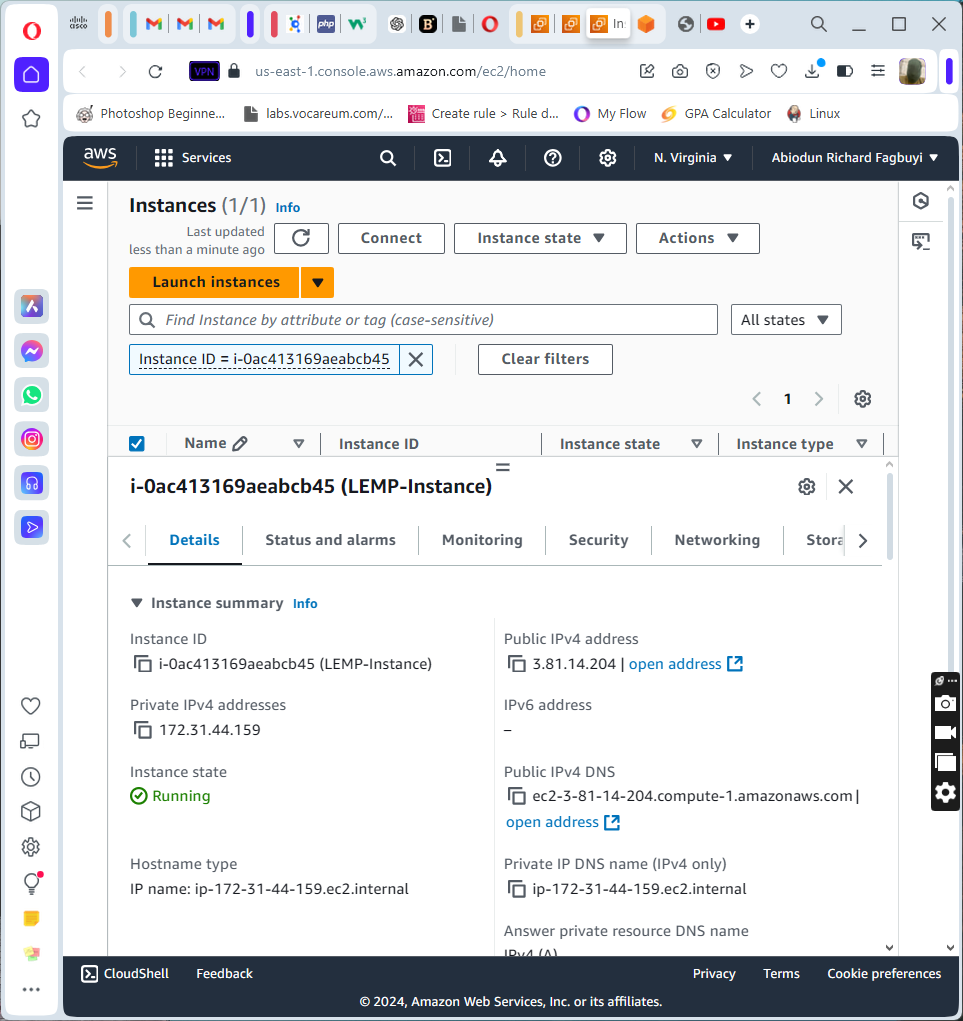 cisco
php
W3
B
In
VPN
us-east-1.console.aws.amazon.com/ec2/home
Photoshop Beginne...
labs.vocareum.com/...
Create rule > Rule d...
My Flow
GPA Calculator
Linux
aws
Services
N. Virginia
Abiodun Richard Fagbuyi
Instances (1/1) Info
Last updated
less than a minute ago
Connect
Instance state
Actions
Launch instances
Find Instance by attribute or tag (case-sensitive)
All states
Instance ID = i-0ac413169aeabcb45
Clear filters
1
Name
Instance ID
Instance state
Instance type
i-0ac413169aeabcb45 (LEMP-Instance)
Details
Status and alarms
Monitoring
Security
Networking
Stora
Instance summary Info
Instance ID
i-0ac413169aeabcb45 (LEMP-Instance)
Public IPv4 address
3.81.14.204 | open address
Private IPv4 addresses
172.31.44.159
IPv6 address
–
Instance state
Running
Public IPv4 DNS
ec2-3-81-14-204.compute-1.amazonaws.com |
open address
Hostname type
IP name: ip-172-31-44-159.ec2.internal
Private IP DNS name (IPv4 only)
ip-172-31-44-159.ec2.internal
Answer private resource DNS name
IPv4 (A)
CloudShell
Feedback
Privacy
Terms
Cookie preferences
© 2024, Amazon Web Services, Inc. or its affiliates.